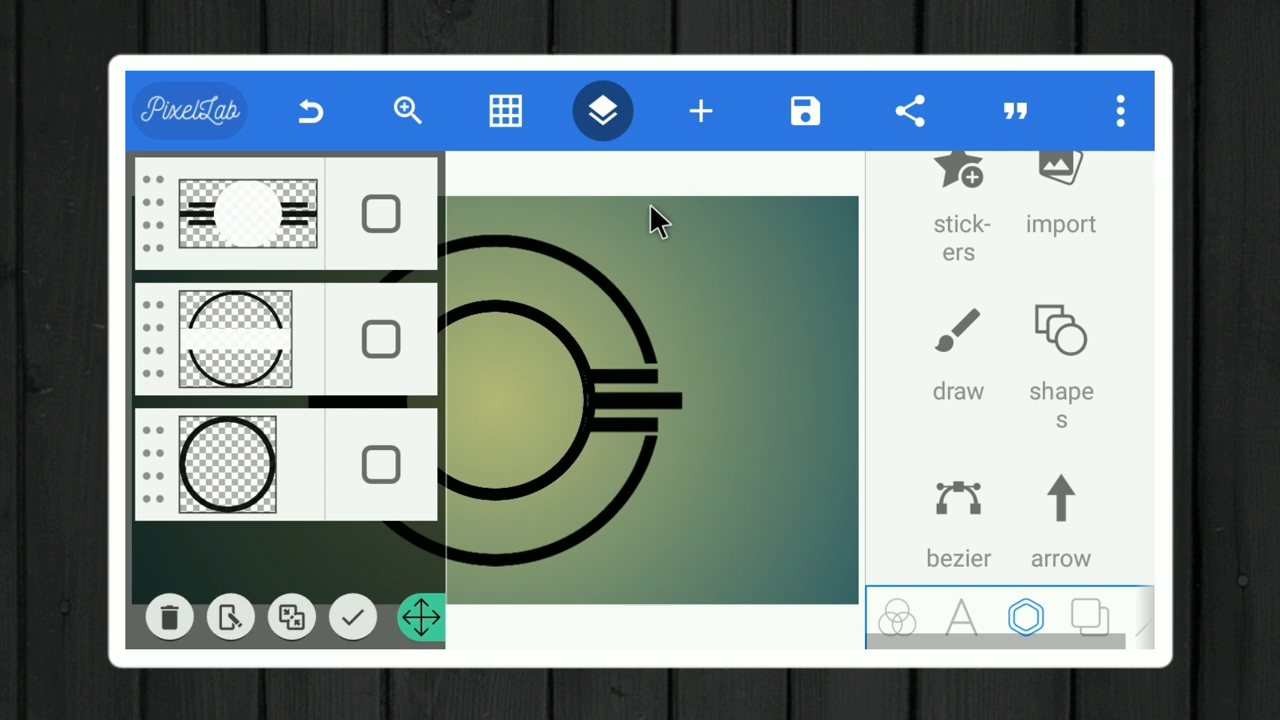 PixelLab
stick-
ers
import
draw
shape
s
bezier
arrow